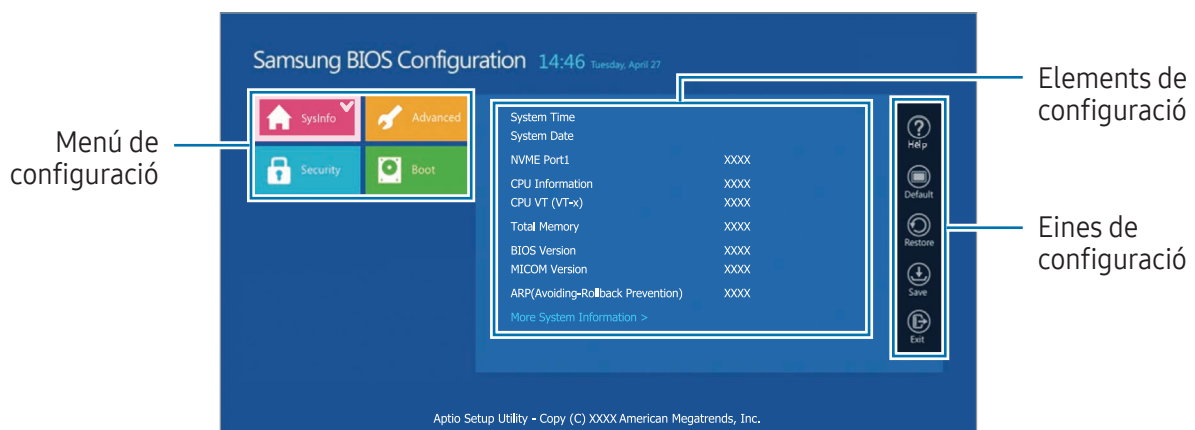 Samsung BIOS Configuration 14:46 Tuesday, April 27
Menú de
configuració
SysInfo
Advanced
Security
Boot
System Time
System Date
NVME Port1 XXXX
CPU Information XXXX
CPU VT (VT-x) XXXX
Total Memory XXXX
BIOS Version XXXX
MICOM Version XXXX
ARP(Avoiding-Rollback Prevention) XXXX
More System Information >
Help
Default
Restore
Save
Exit
Elements de
configuració
Eines de
configuració
Aptio Setup Utility - Copy (C) XXXX American Megatrends, Inc.